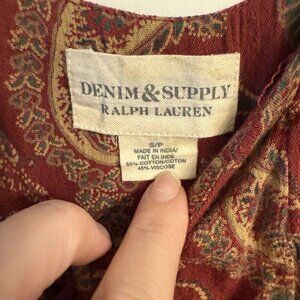 DENIM & SUPPLY
RALPH LAUREN
S/P
MADE IN INDIA/
FAIT EN INDE
55% COTTON/COTON
45% VISCOSE